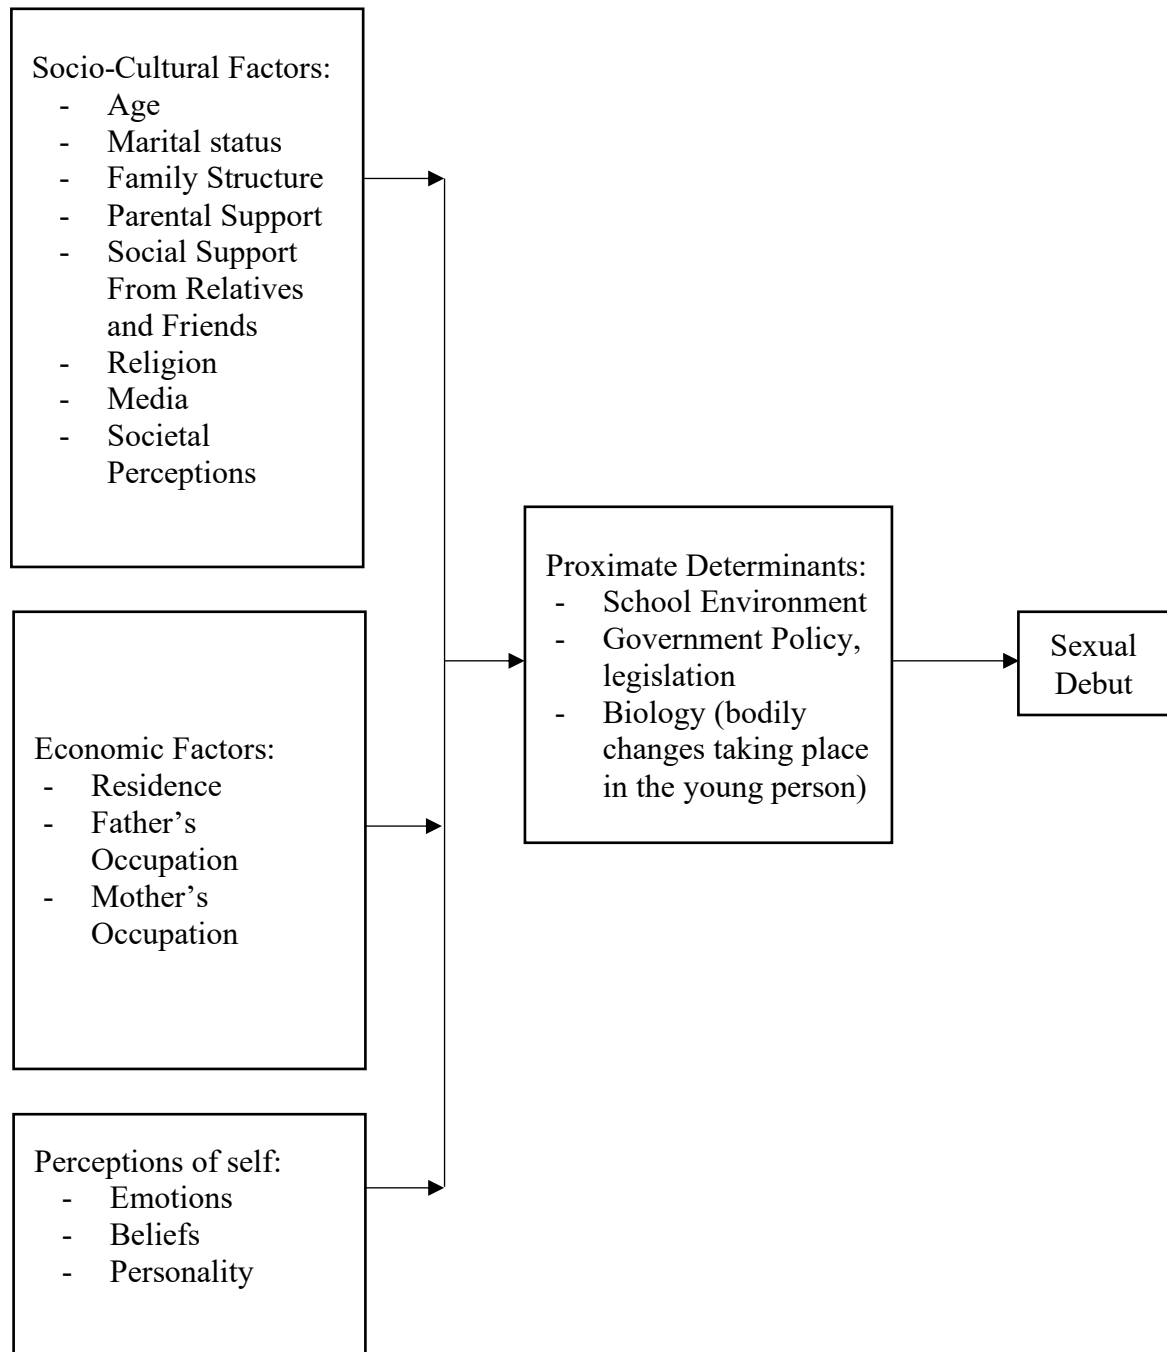 Socio-Cultural Factors:
- Age
- Marital status
- Family Structure
- Parental Support
- Social Support
From Relatives
and Friends
- Religion
- Media
- Societal
Perceptions
Economic Factors:
- Residence
- Father’s
Occupation
- Mother’s
Occupation
Perceptions of self:
- Emotions
- Beliefs
- Personality
Proximate Determinants:
- School Environment
- Government Policy,
legislation
- Biology (bodily
changes taking place
in the young person)
Sexual
Debut